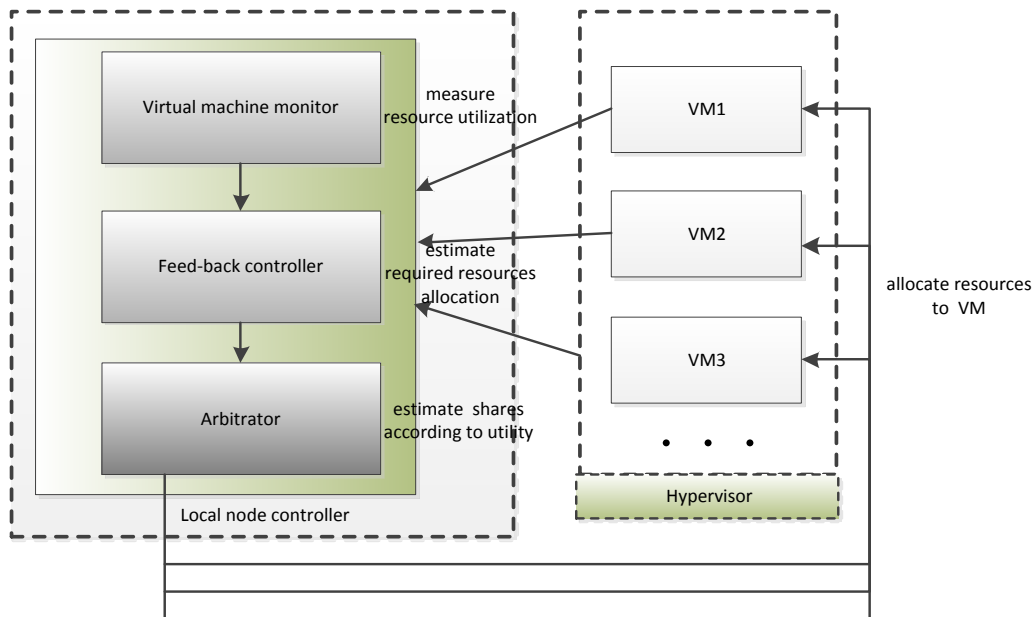 Virtual machine monitor
measure
resource utilization
Feed-back controller
estimate
required resources
allocation
Arbitrator
estimate shares
according to utility
Local node controller
VM1
VM2
VM3
. . .
Hypervisor
allocate resources
to VM